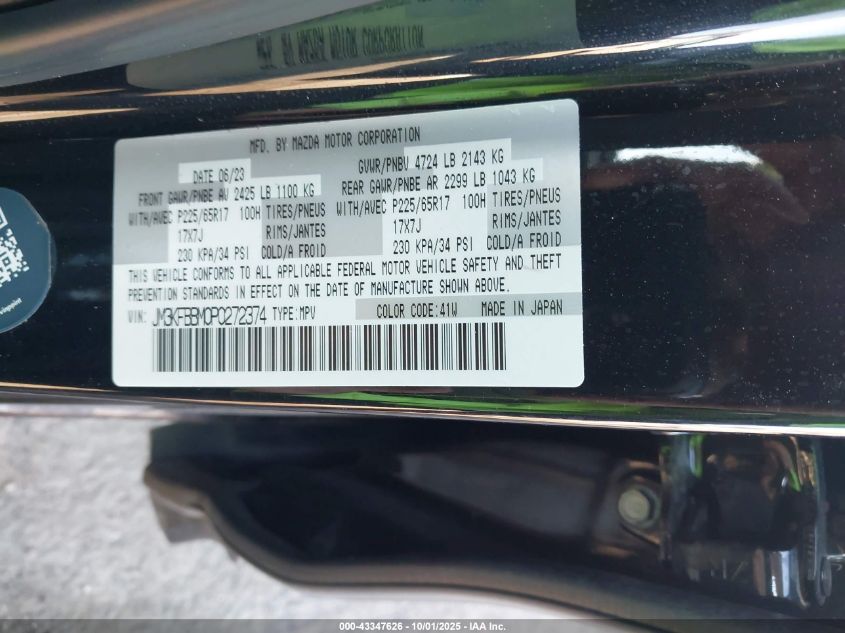 MFD. BY MAZDA MOTOR CORPORATION
DATE 06/23
GVWR/PNBV 4724 LB 2143 KG
FRONT GAWR/PNBE AV 2425 LB 1100 KG
REAR GAWR/PNBE AR 2299 LB 1043 KG
WITH/AVEC P225/65R17 100H TIRES/PNEUS
WITH/AVEC P225/65R17 100H TIRES/PNEUS
17X7J RIMS/JANTES
17X7J RIMS/JANTES
230 KPA/34 PSI COLD/A FROID
230 KPA/34 PSI COLD/A FROID
THIS VEHICLE CONFORMS TO ALL APPLICABLE FEDERAL MOTOR VEHICLE SAFETY AND THEFT
PREVENTION STANDARDS IN EFFECT ON THE DATE OF MANUFACTURE SHOWN ABOVE.
VIN: JM3KFBBM0P0272374 TYPE:MPV
COLOR CODE:41W MADE IN JAPAN
000-43347626 - 10/01/2025 - IAA Inc.